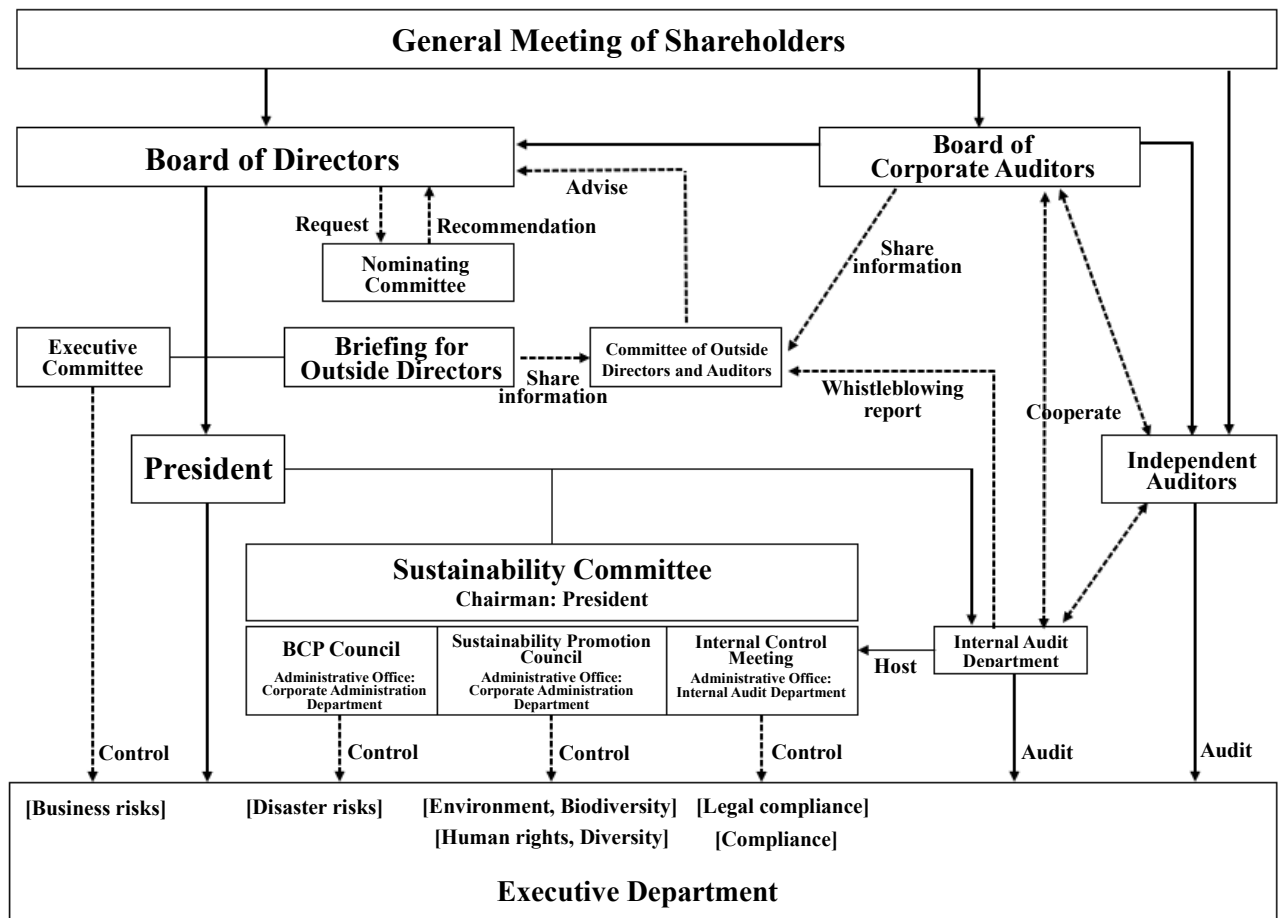 General Meeting of Shareholders
Board of Directors
Board of
Corporate Auditors
Advise
Request
Recommendation
Nominating
Committee
Share
information
Executive
Committee
Briefing for
Outside Directors
Share
information
Committee of Outside
Directors and Auditors
Whistleblowing
report
Cooperate
President
Independent
Auditors
Sustainability Committee
Chairman: President
BCP Council
Administrative Office:
Corporate Administration
Department
Sustainability Promotion
Council
Administrative Office:
Corporate Administration
Department
Internal Control
Meeting
Administrative Office:
Internal Audit Department
Host
Internal Audit
Department
Control
Control
Control
Control
Audit
Audit
[Business risks]
[Disaster risks]
[Environment, Biodiversity]
[Human rights, Diversity]
[Legal compliance]
[Compliance]
Executive Department